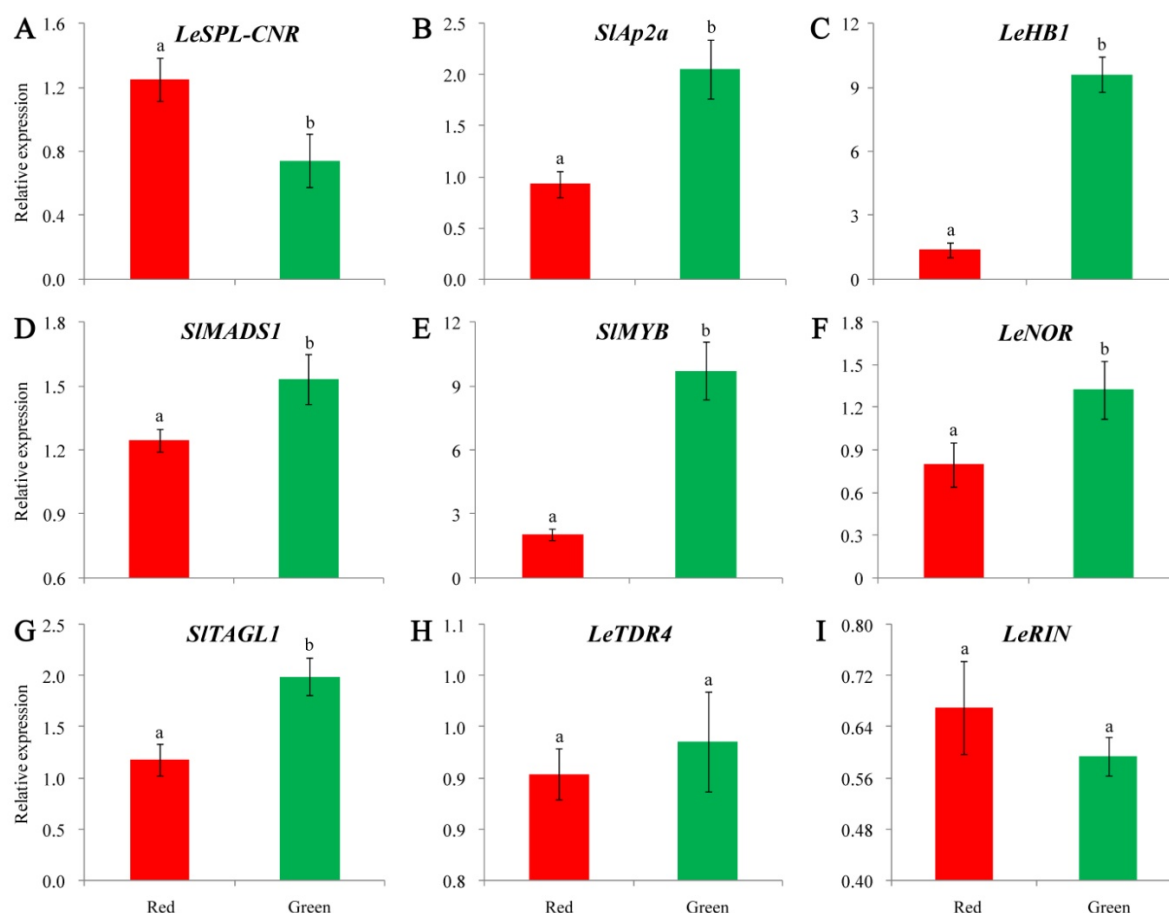 A LeSPL-CNR
Relative expression
1.6
1.2
0.8
0.4
0.0
a
b
B SlAp2a
2.5
2.0
1.5
1.0
0.5
0.0
a
b
C LeHB1
12
9
6
3
0
a
b
D SlMADS1
Relative expression
1.8
1.5
1.2
0.9
0.6
a
b
E SlMYB
12
9
6
3
0
a
b
F LeNOR
1.8
1.5
1.2
0.9
0.6
0.3
0
a
b
G SlTAGL1
Relative expression
2.5
2.0
1.5
1.0
0.5
0.0
a
b
Red Green
H LeTDR4
1.1
1.0
1.0
0.9
0.9
0.8
a
a
Red Green
I LeRIN
0.80
0.72
0.64
0.56
0.48
0.40
a
a
Red Green